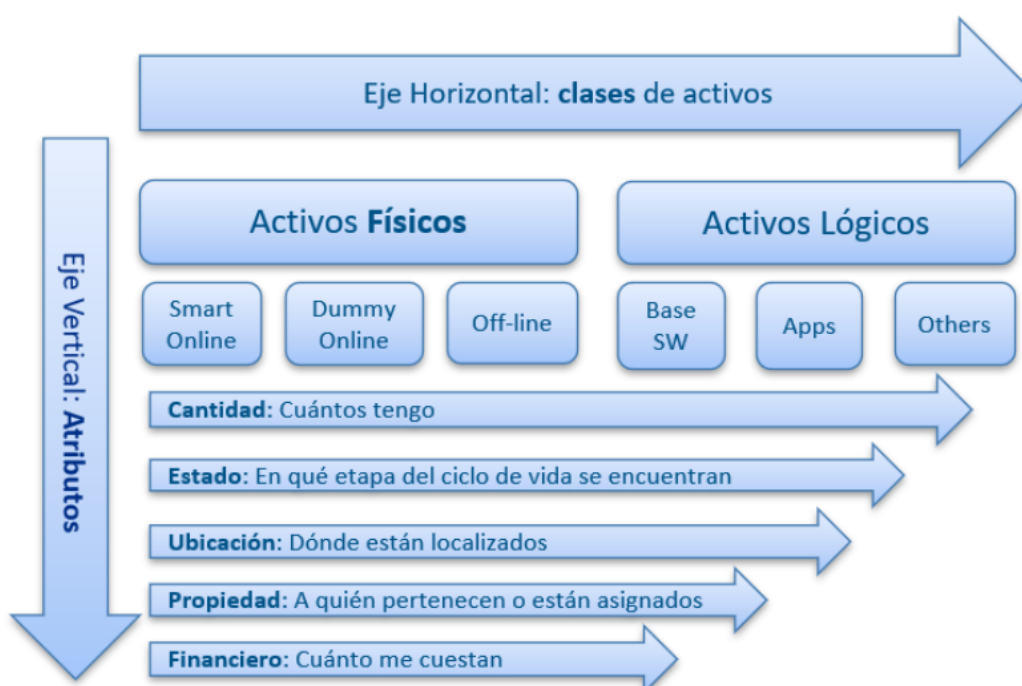 Eje Horizontal: clases de activos
Eje Vertical: Atributos
Activos Físicos
Activos Lógicos
Smart
Online
Dummy
Online
Off-line
Base
SW
Apps
Others
Cantidad: Cuántos tengo
Estado: En qué etapa del ciclo de vida se encuentran
Ubicación: Dónde están localizados
Propiedad: A quién pertenecen o están asignados
Financiero: Cuánto me cuestan